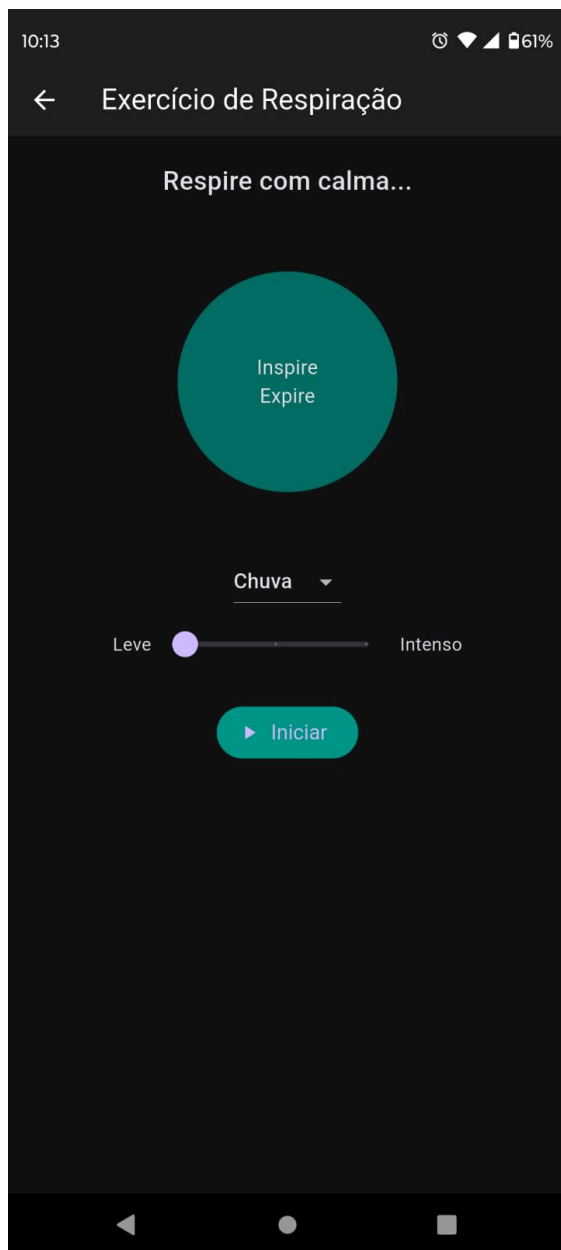 10:13 61%
Exercício de Respiração
Respire com calma...
Inspire
Expire
Chuva
Leve Intenso
Iniciar